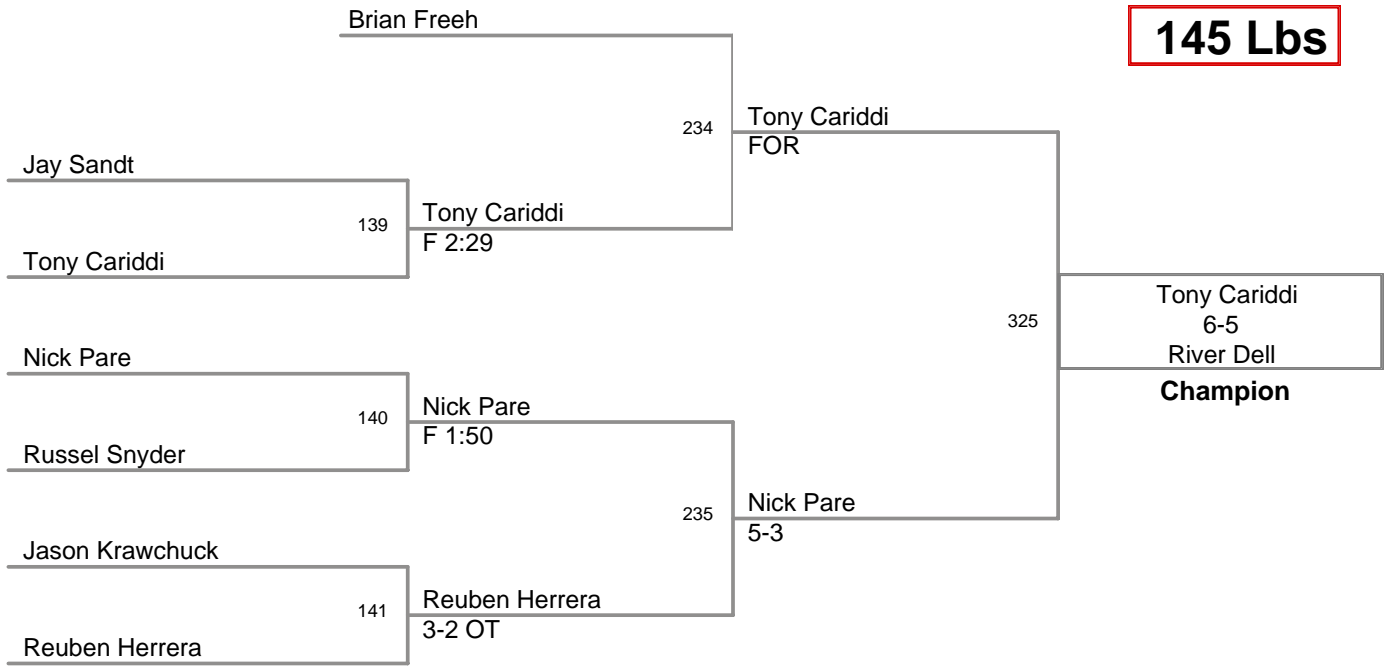 Brian Freeh
145 Lbs
234
Tony Cariddi
FOR
Jay Sandt
139
Tony Cariddi
F 2:29
Tony Cariddi
325
Tony Cariddi
6-5
River Dell
Champion
Nick Pare
140
Nick Pare
F 1:50
Russel Snyder
235
Nick Pare
5-3
Jason Krawchuck
141
Reuben Herrera
3-2 OT
Reuben Herrera